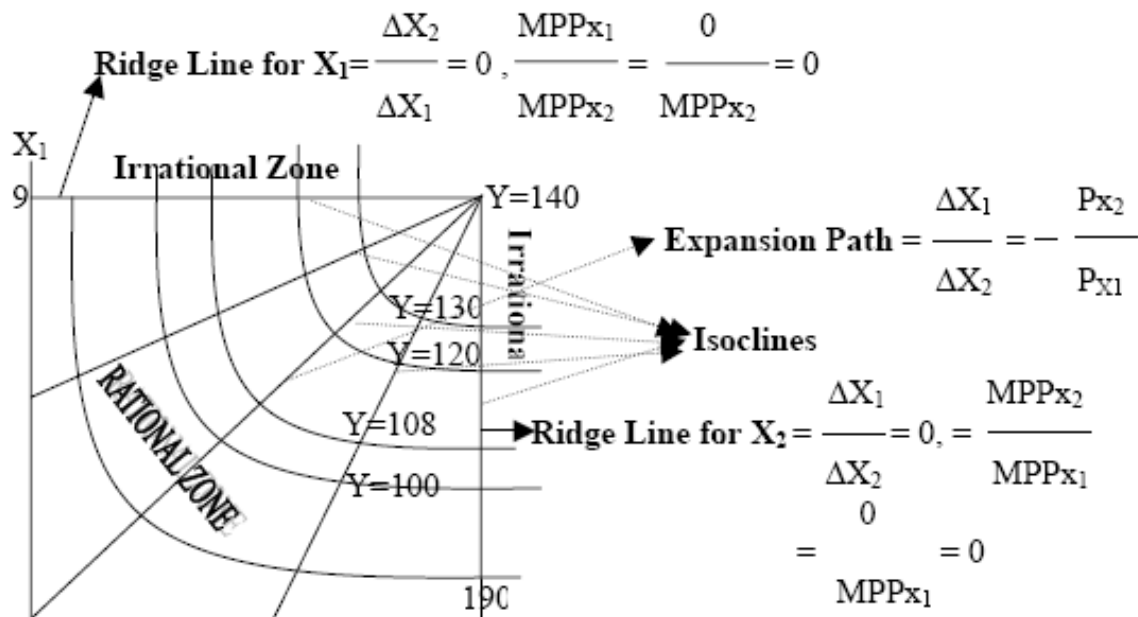 Ridge Line for X₁= ΔX₂/ΔX₁ = 0 , MPPx₁/MPPx₂ = 0/MPPx₂ = 0
X₁
Irrational Zone
9
Y=140
Irrationa
Expansion Path = ΔX₁/ΔX₂ = − Px₂/P_X1
Y=130
Isoclines
Y=120
RATIONAL ZONE
Y=108
Ridge Line for X₂ = ΔX₁/ΔX₂ = 0, = MPPx₂/MPPx₁
Y=100
= 0/MPPx₁ = 0
190